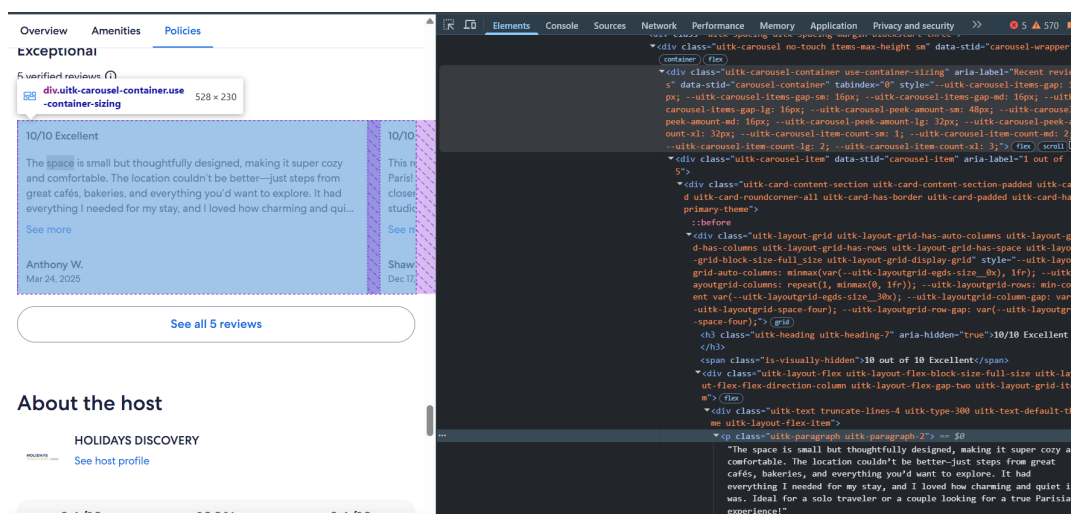 Overview Amenities Policies
Exceptional
5 verified reviews
div.uitk-carousel-container.use
-container-sizing
528 × 230
10/10 Excellent
The space is small but thoughtfully designed, making it super cozy
and comfortable. The location couldn't be better—just steps from
great cafés, bakeries, and everything you'd want to explore. It had
everything I needed for my stay, and I loved how charming and qui...
See more
Anthony W.
Mar 24, 2025
10/10
This
Paris!
closer
studio
See
Shaw
Dec 17,
See all 5 reviews
About the host
HOLIDAYS DISCOVERY
HOLIDAYS
See host profile
Elements Console Sources Network Performance Memory Application Privacy and security 5 570
<div class="uitk-carousel no-touch items-max-height sm" data-stid="carousel-wrapper
container flex
<div class="uitk-carousel-container use-container-sizing" aria-label="Recent revie
s" data-stid="carousel-container" tabindex="0" style="--uitk-carousel-items-gap: 1
px; --uitk-carousel-items-gap-sm: 16px; --uitk-carousel-items-gap-md: 16px; --uitk
carousel-items-gap-lg: 16px; --uitk-carousel-peek-amount-sm: 48px; --uitk-carousel
peek-amount-md: 16px; --uitk-carousel-peek-amount-lg: 32px; --uitk-carousel-peek-a
ount-xl: 32px; --uitk-carousel-item-count-sm: 1; --uitk-carousel-item-count-md: 2;
--uitk-carousel-item-count-lg: 2; --uitk-carousel-item-count-xl: 3;"> flex scroll
<div class="uitk-carousel-item" data-stid="carousel-item" aria-label="1 out of
5">
<div class="uitk-card-content-section uitk-card-content-section-padded uitk-ca
d uitk-card-roundcorner-all uitk-card-has-border uitk-card-padded uitk-card-ha
primary-theme">
::before
<div class="uitk-layout-grid uitk-layout-grid-has-auto-columns uitk-layout-g
d-has-columns uitk-layout-grid-has-rows uitk-layout-grid-has-space uitk-layo
-grid-block-size-full_size uitk-layout-grid-display-grid" style="--uitk-layo
grid-auto-columns: minmax(var(--uitk-layoutgrid-egds-size__0x), 1fr); --uitk
ayoutgrid-columns: repeat(1, minmax(0, 1fr)); --uitk-layoutgrid-rows: min-co
ent var(--uitk-layoutgrid-egds-size__30x); --uitk-layoutgrid-column-gap: var
-uitk-layoutgrid-space-four); --uitk-layoutgrid-row-gap: var(--uitk-layoutgr
-space-four);"> grid
<h3 class="uitk-heading uitk-heading-7" aria-hidden="true">10/10 Excellent
</h3>
<span class="is-visually-hidden">10 out of 10 Excellent</span>
<div class="uitk-layout-flex uitk-layout-flex-block-size-full-size uitk-la
ut-flex-flex-direction-column uitk-layout-flex-gap-two uitk-layout-grid-ite
m"> flex
<div class="uitk-text truncate-lines-4 uitk-type-300 uitk-text-default-th
me uitk-layout-flex-item">
<p class="uitk-paragraph uitk-paragraph-2"> == $0
"The space is small but thoughtfully designed, making it super cozy a
comfortable. The location couldn't be better—just steps from great
cafés, bakeries, and everything you'd want to explore. It had
everything I needed for my stay, and I loved how charming and quiet i
was. Ideal for a solo traveler or a couple looking for a true Parisia
experience!"